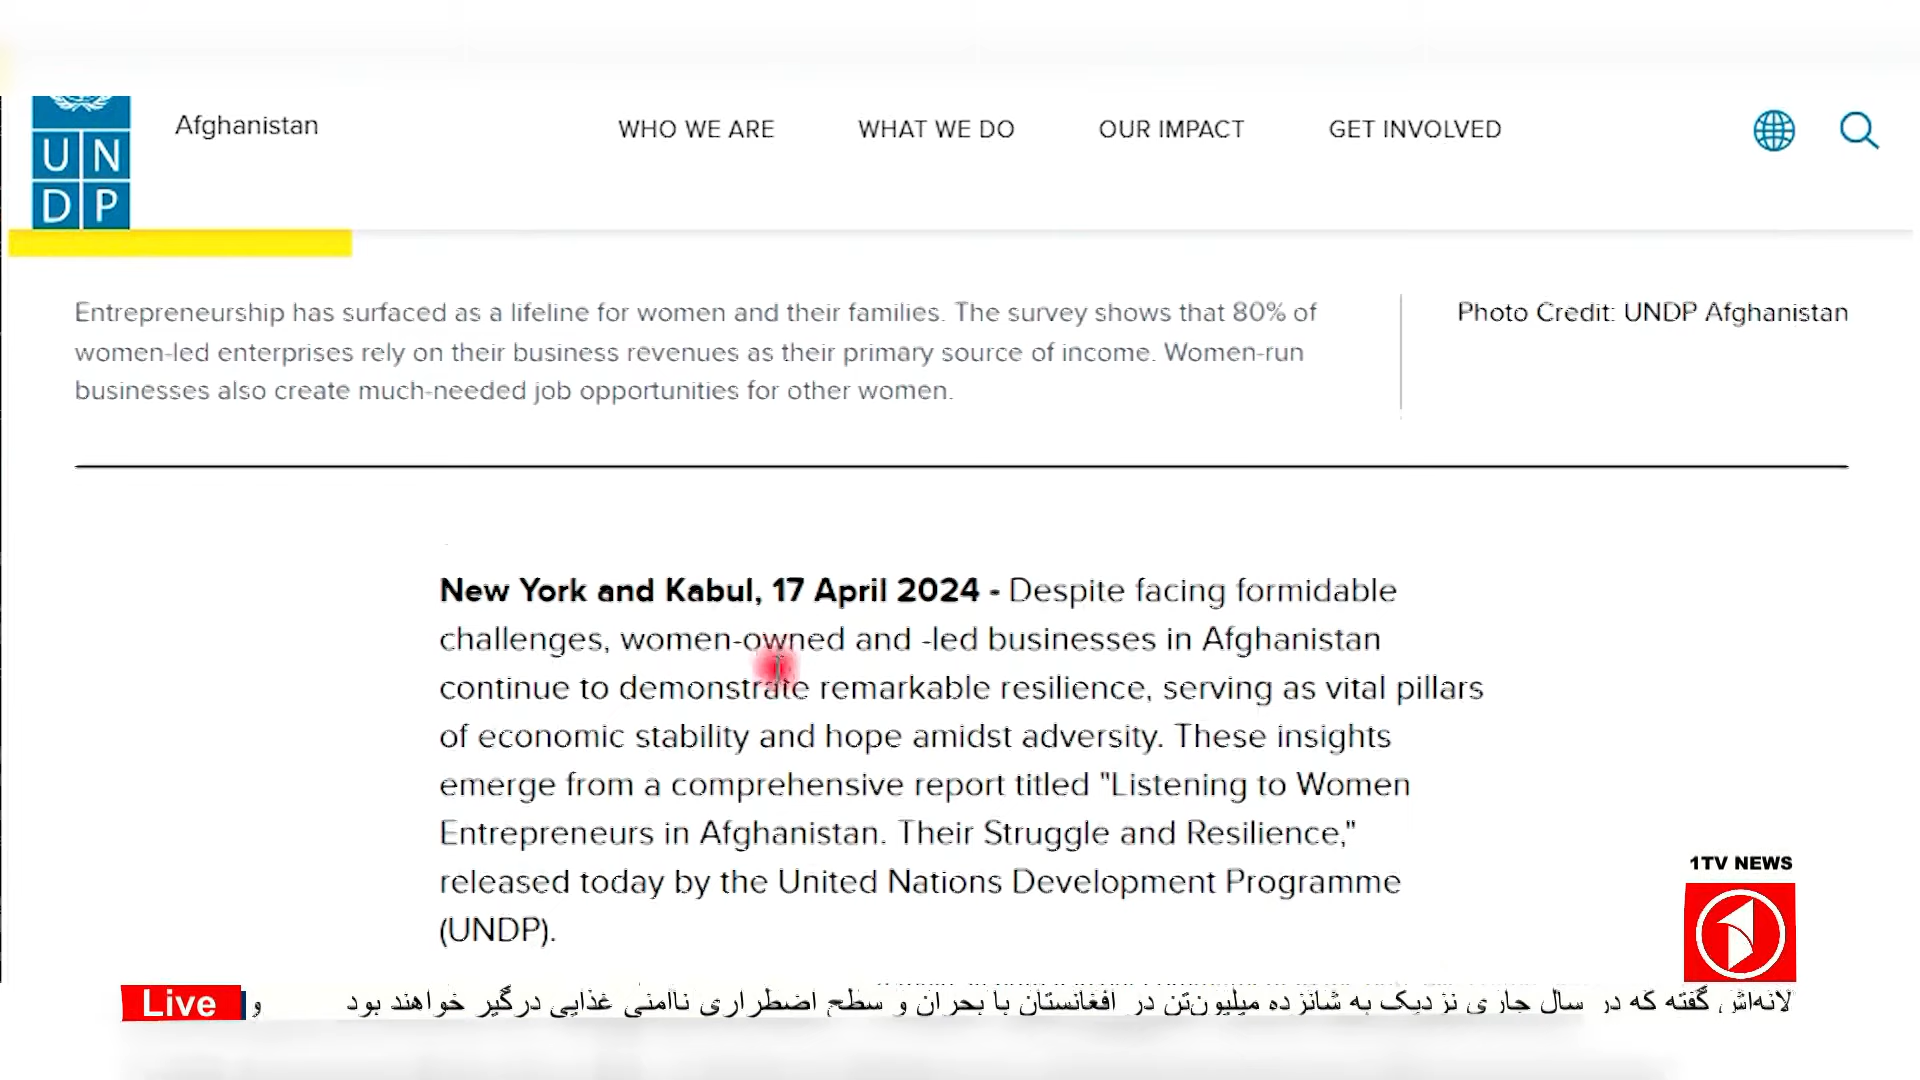 UNDP
Afghanistan
WHO WE ARE
WHAT WE DO
OUR IMPACT
GET INVOLVED
Entrepreneurship has surfaced as a lifeline for women and their families. The survey shows that 80% of
women-led enterprises rely on their business revenues as their primary source of income. Women-run
businesses also create much-needed job opportunities for other women.
Photo Credit: UNDP Afghanistan
New York and Kabul, 17 April 2024 - Despite facing formidable
challenges, women-owned and -led businesses in Afghanistan
continue to demonstrate remarkable resilience, serving as vital pillars
of economic stability and hope amidst adversity. These insights
emerge from a comprehensive report titled "Listening to Women
Entrepreneurs in Afghanistan. Their Struggle and Resilience,"
released today by the United Nations Development Programme
(UNDP).
1TV NEWS
Live
لانه‌اش گفته که در سال جاری نزدیک به شانزده میلیون‌تن در افغانستان با بحران و سطح اضطراری ناامنی غذایی درگیر خواهند بود و